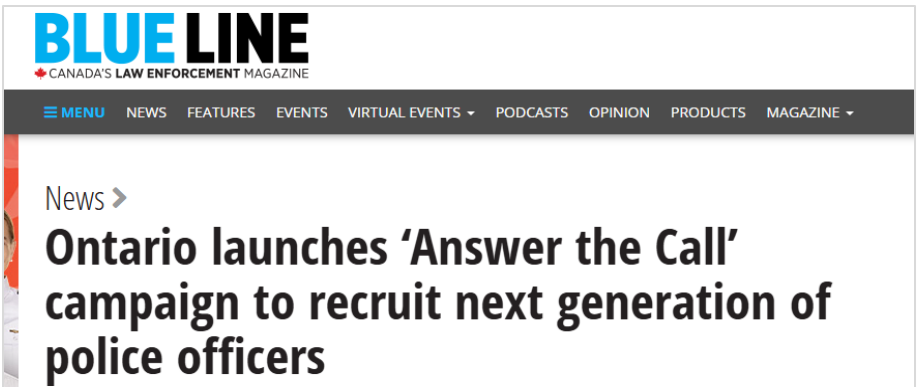 BLUE LINE
CANADA'S LAW ENFORCEMENT MAGAZINE
MENU NEWS FEATURES EVENTS VIRTUAL EVENTS PODCASTS OPINION PRODUCTS MAGAZINE
News
Ontario launches ‘Answer the Call’
campaign to recruit next generation of
police officers